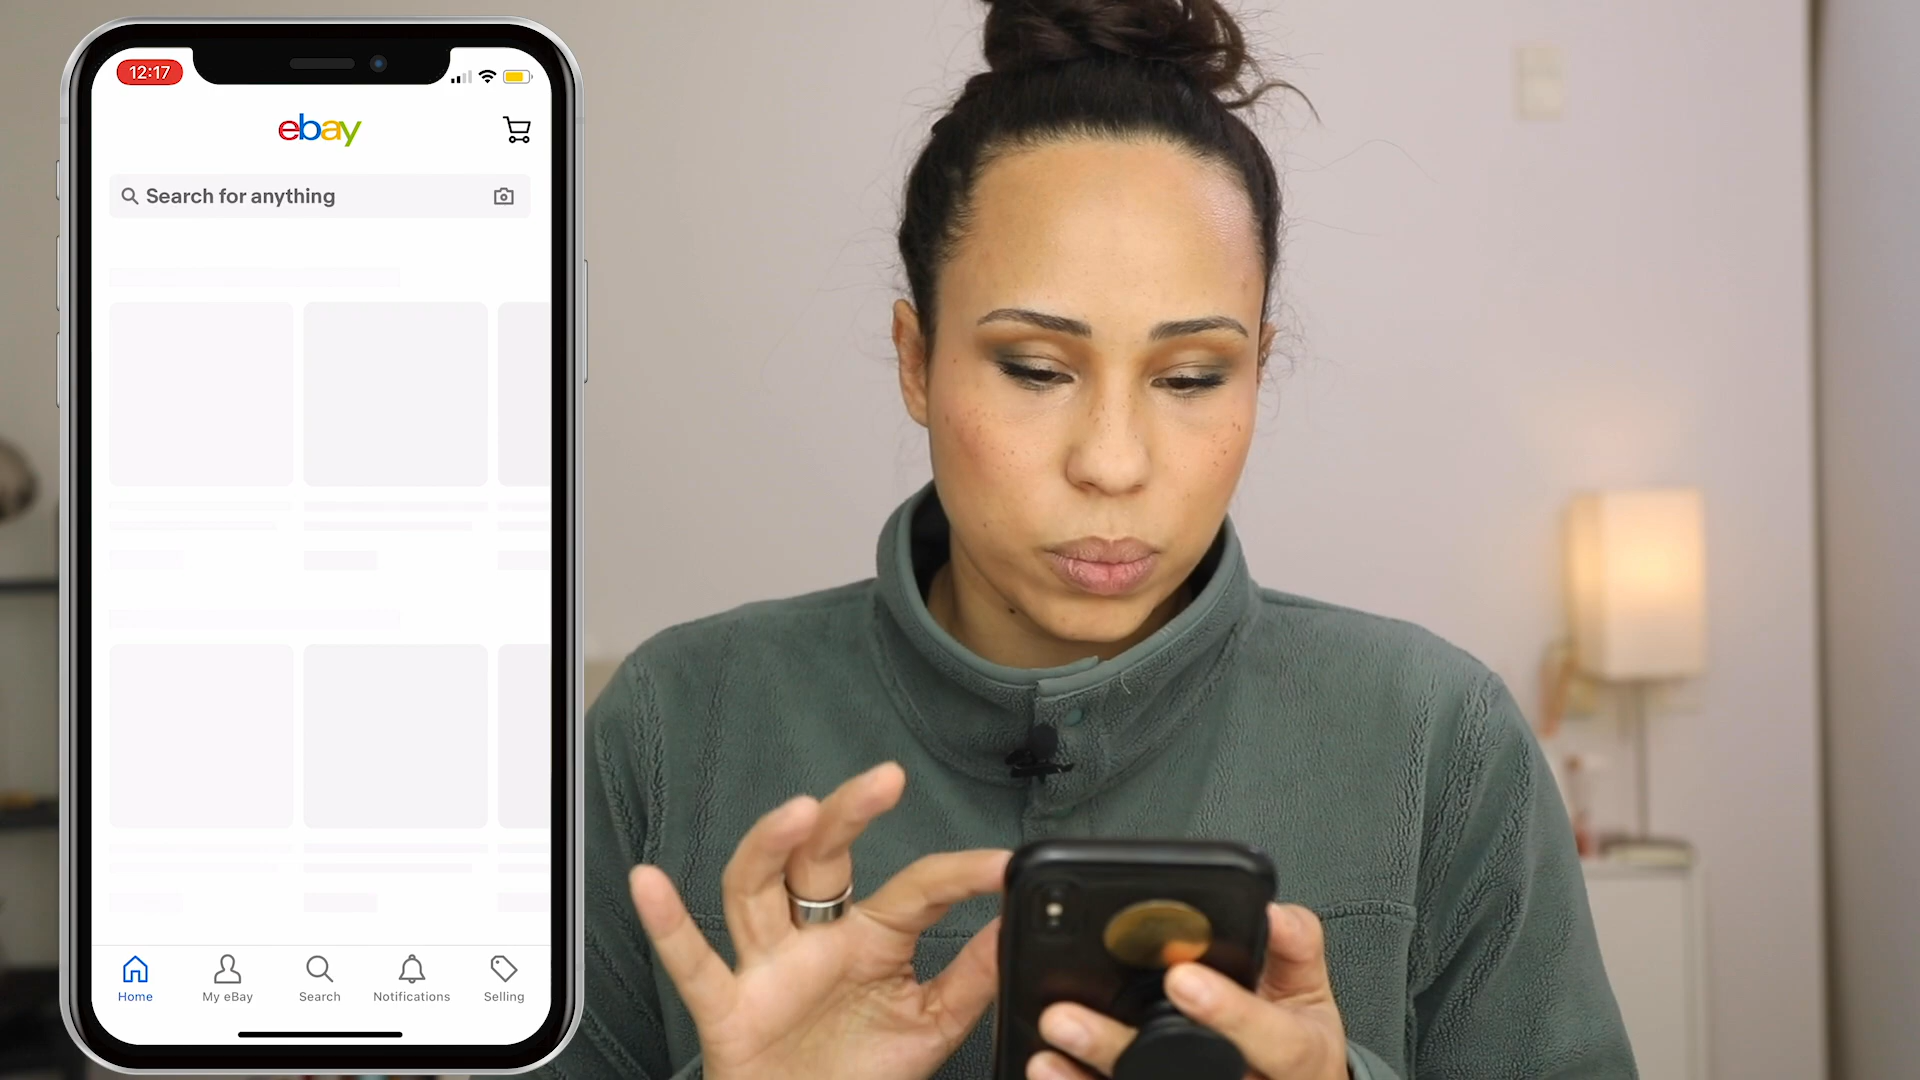 12:17
ebay
Search for anything
Home
My eBay
Search
Notifications
Selling